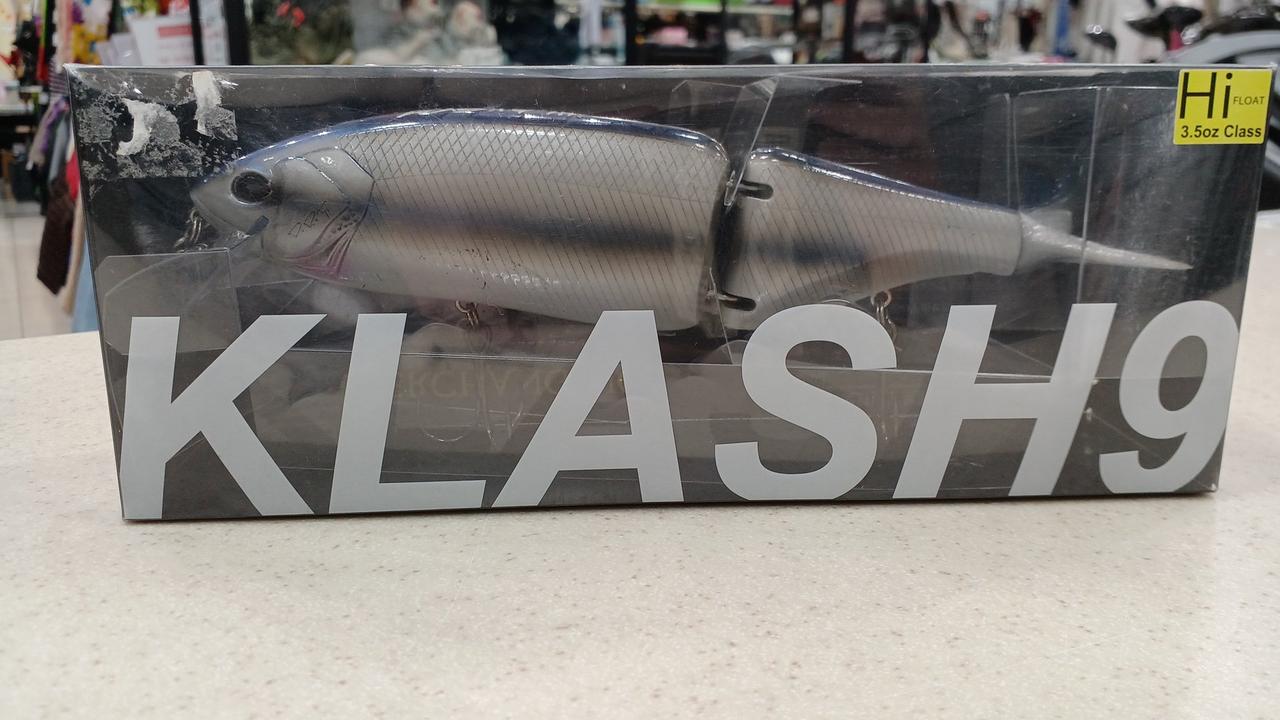 Hi FLOAT
3.5oz Class
KLASH9